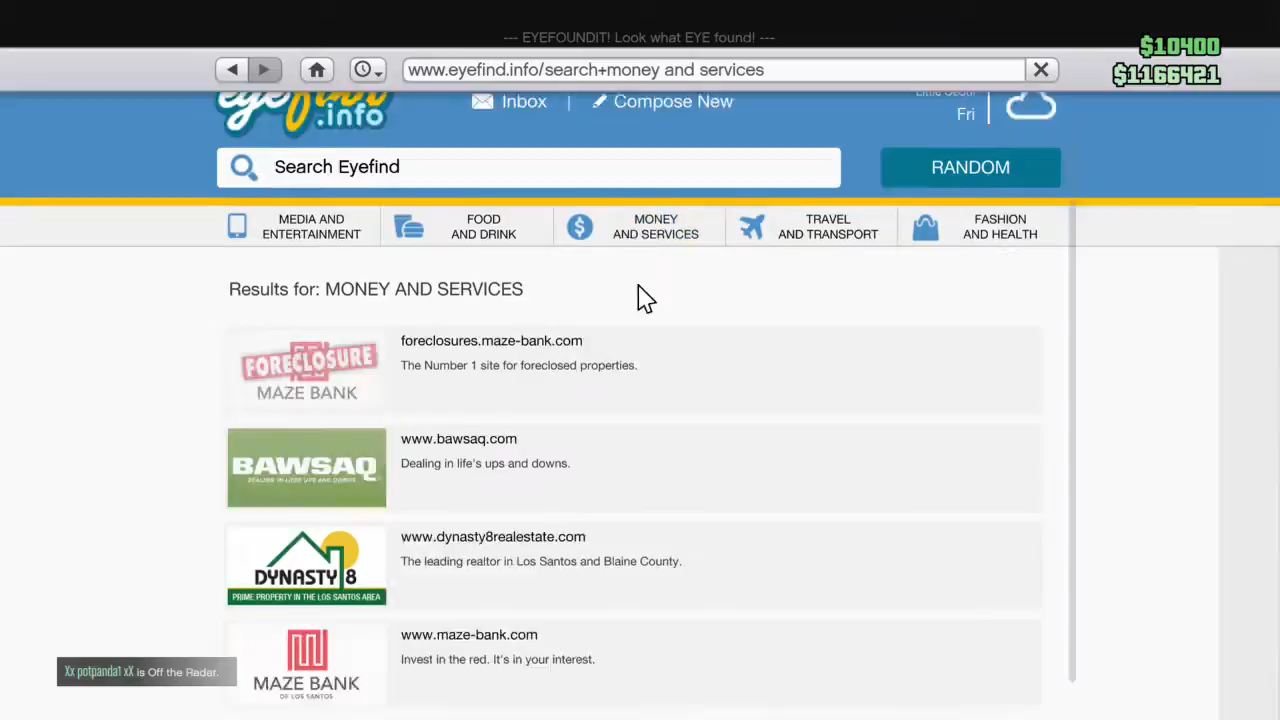 --- EYEFOUNDIT! Look what EYE found! ---
$10400
$1166421
www.eyefind.info/search+money and services
eyefind
.info
Inbox | Compose New
Fri
Search Eyefind
RANDOM
MEDIA AND
ENTERTAINMENT
FOOD
AND DRINK
MONEY
AND SERVICES
TRAVEL
AND TRANSPORT
FASHION
AND HEALTH
Results for: MONEY AND SERVICES
FORECLOSURE
MAZE BANK
foreclosures.maze-bank.com
The Number 1 site for foreclosed properties.
BAWSAQ
DEALING IN LIFE'S UPS AND DOWNS
www.bawsaq.com
Dealing in life's ups and downs.
DYNASTY 8
PRIME PROPERTY IN THE LOS SANTOS AREA
www.dynasty8realestate.com
The leading realtor in Los Santos and Blaine County.
MAZE BANK
OF LOS SANTOS
www.maze-bank.com
Invest in the red. It's in your interest.
Xx potpanda1 xX is Off the Radar.